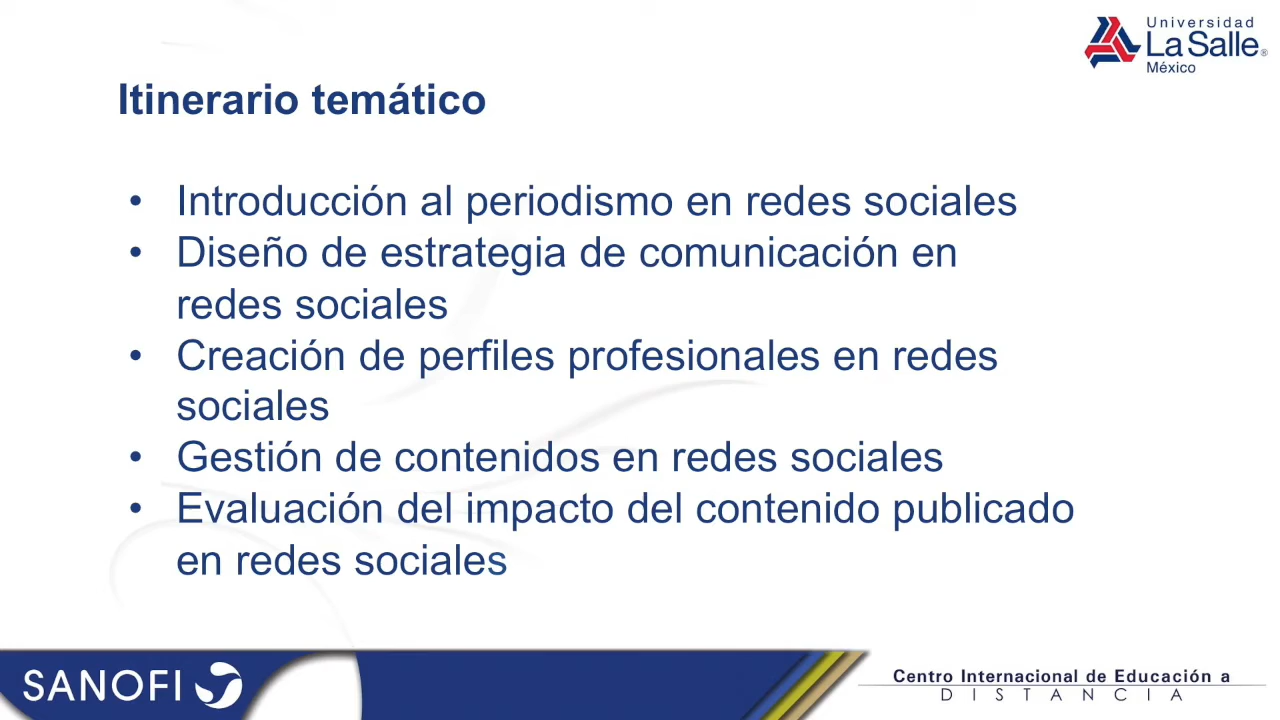 Universidad
La Salle®
México
Itinerario temático
• Introducción al periodismo en redes sociales
• Diseño de estrategia de comunicación en
redes sociales
• Creación de perfiles profesionales en redes
sociales
• Gestión de contenidos en redes sociales
• Evaluación del impacto del contenido publicado
en redes sociales
SANOFI
Centro Internacional de Educación a
DISTANCIA